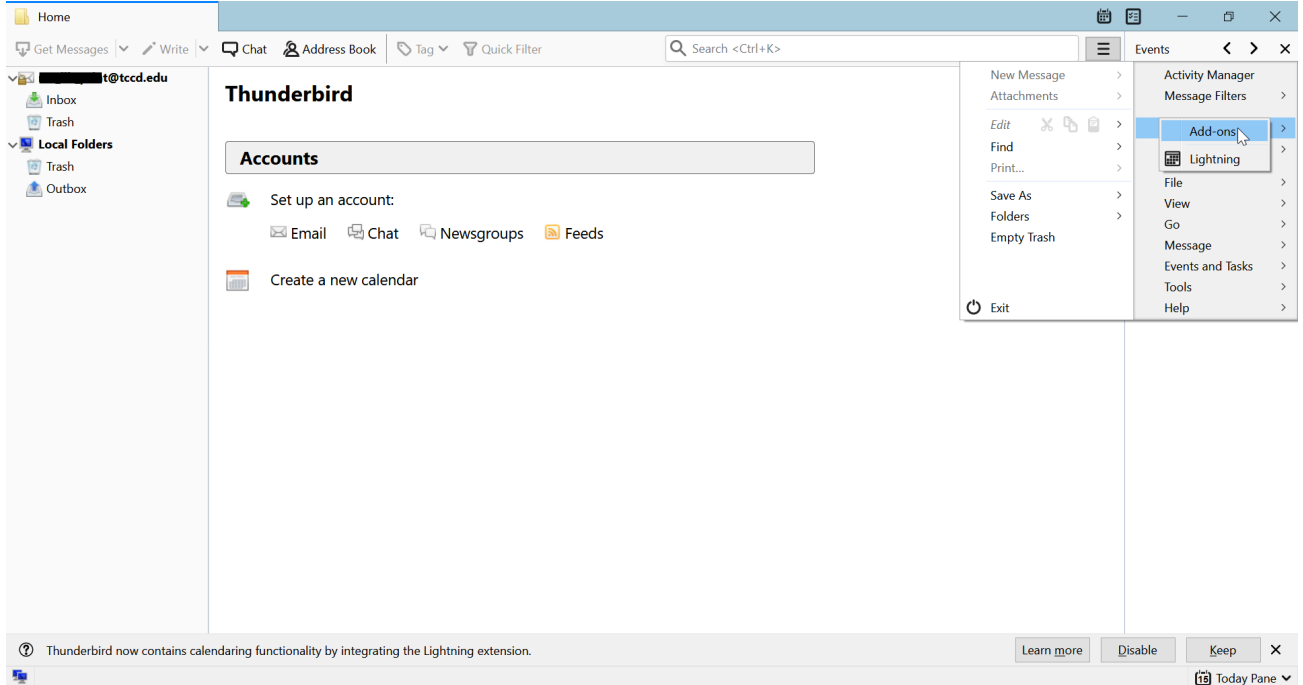 Home
Get Messages Write Chat Address Book Tag Quick Filter Search <Ctrl+K> Events
t@tccd.edu
Inbox
Trash
Local Folders
Trash
Outbox
Thunderbird
Accounts
Set up an account:
Email Chat Newsgroups Feeds
Create a new calendar
New Message
Attachments
Edit
Find
Print...
Save As
Folders
Empty Trash
Exit
Activity Manager
Message Filters
Add-ons
Lightning
File
View
Go
Message
Events and Tasks
Tools
Help
Thunderbird now contains calendaring functionality by integrating the Lightning extension. Learn more Disable Keep
15 Today Pane